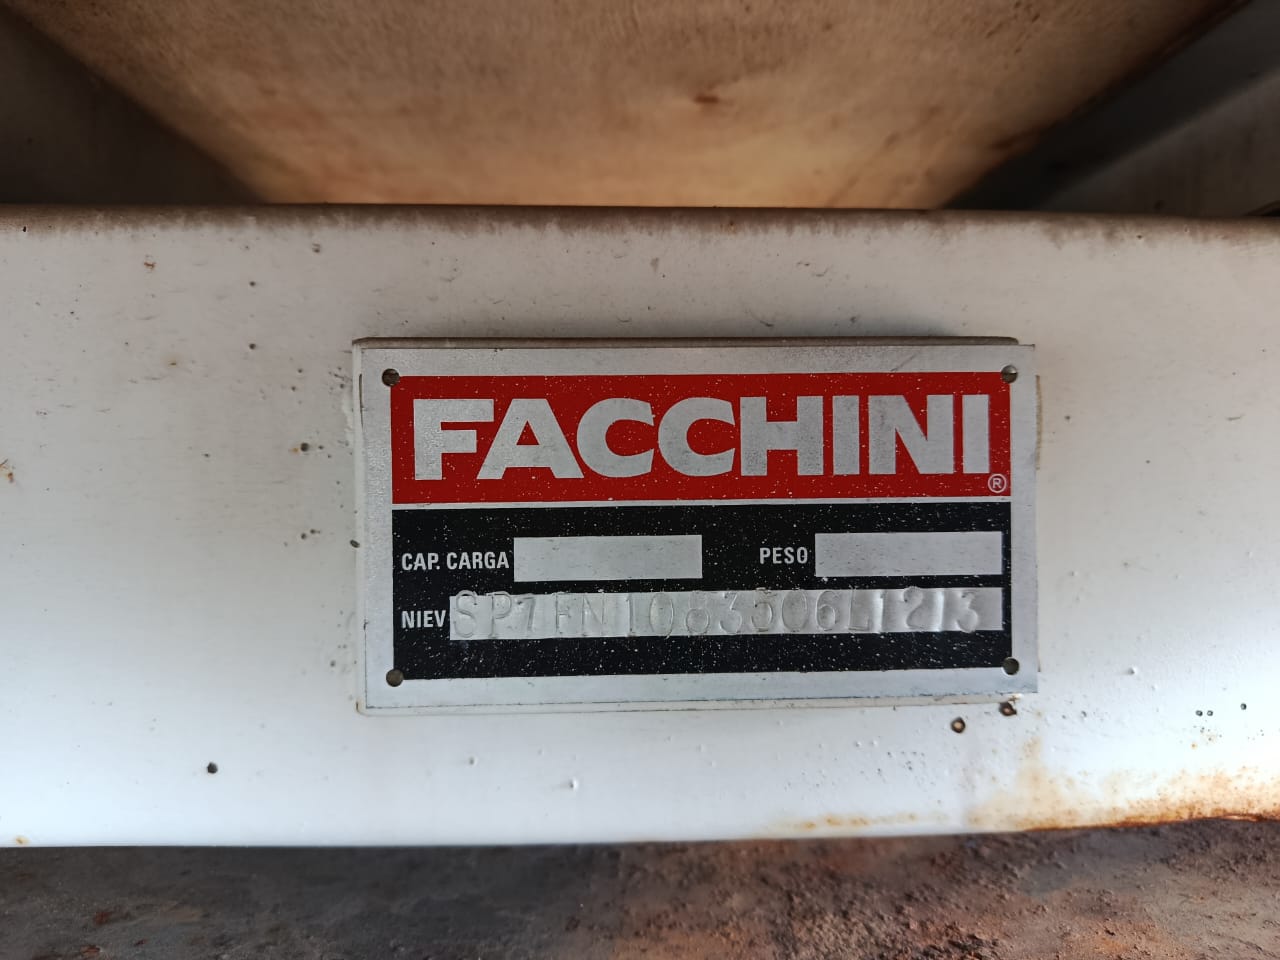 FACCHINI
®
CAP. CARGA PESO
NIEV SP7FN1083506L1213